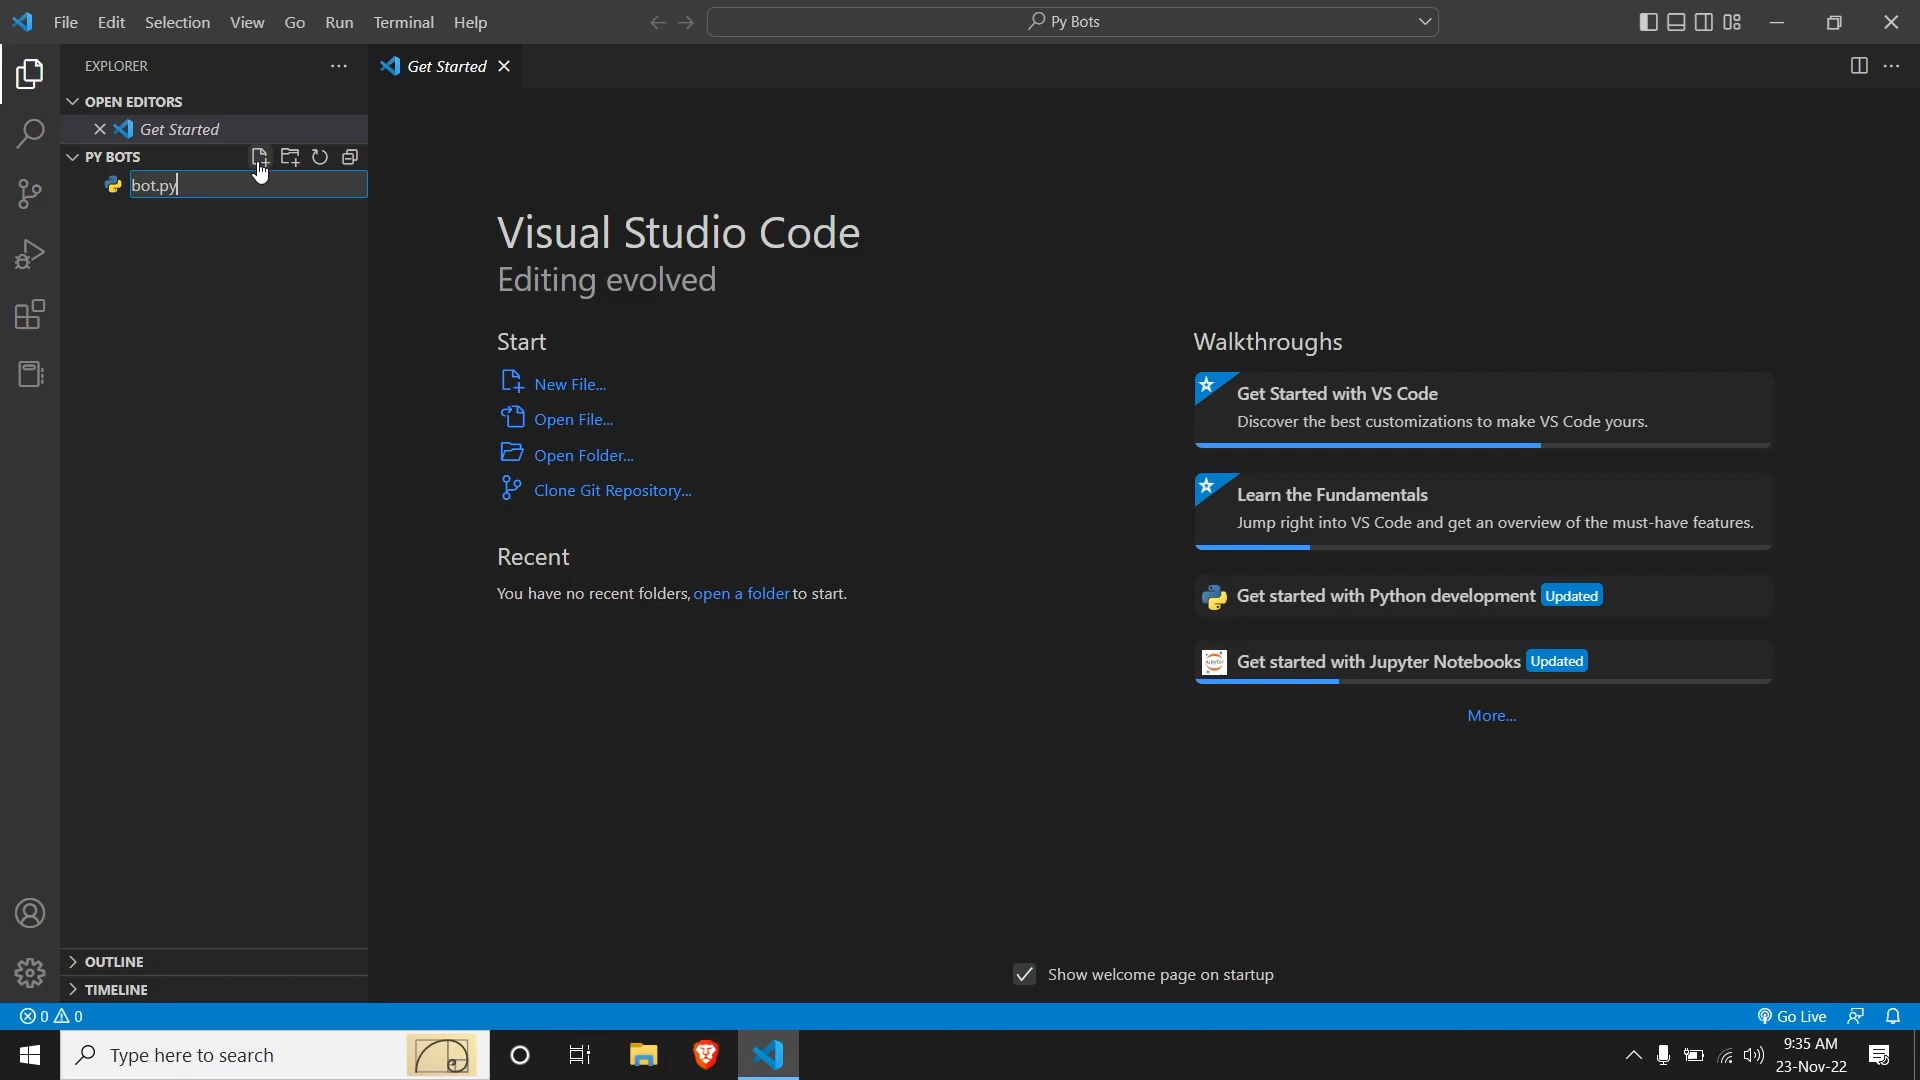 File Edit Selection View Go Run Terminal Help
Py Bots
EXPLORER
Get Started
OPEN EDITORS
Get Started
PY BOTS
bot.py
Visual Studio Code
Editing evolved
Start
New File...
Open File...
Open Folder...
Clone Git Repository...
Recent
You have no recent folders, open a folder to start.
Walkthroughs
Get Started with VS Code
Discover the best customizations to make VS Code yours.
Learn the Fundamentals
Jump right into VS Code and get an overview of the must-have features.
Get started with Python development Updated
Get started with Jupyter Notebooks Updated
More...
Show welcome page on startup
OUTLINE
TIMELINE
0 0
Go Live
Type here to search
9:35 AM
23-Nov-22